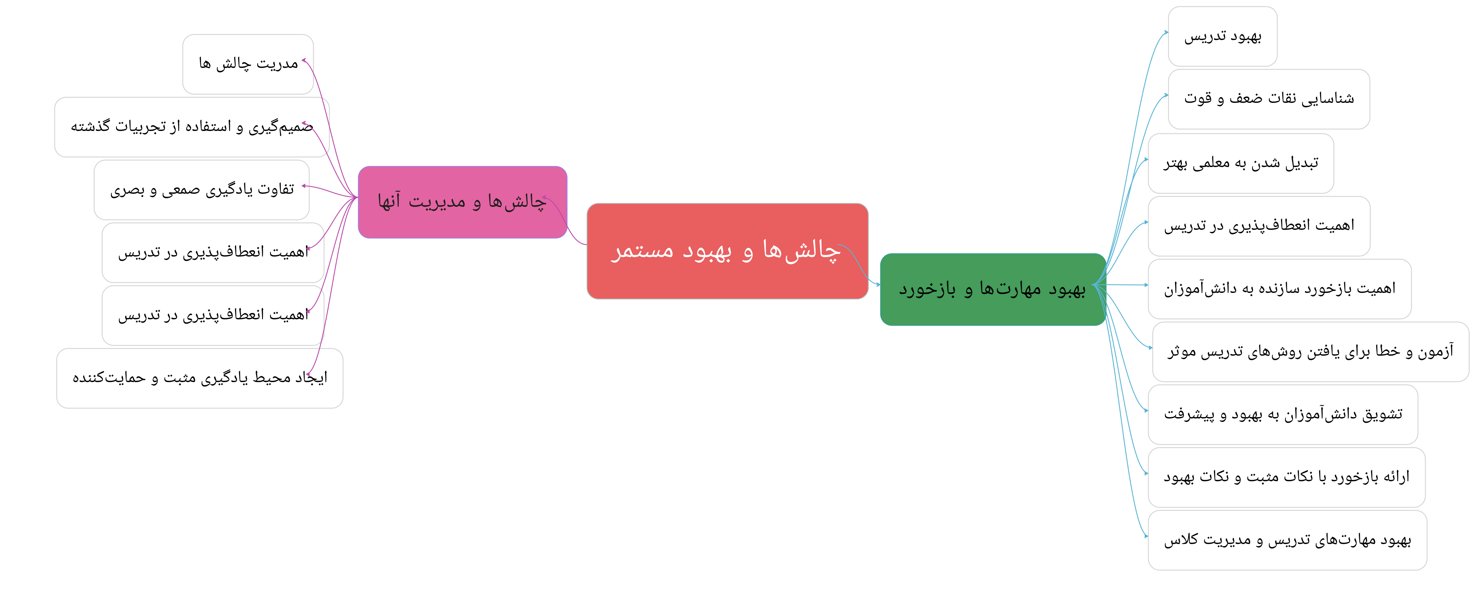 چالش‌ها و بهبود مستمر
بهبود مهارت‌ها و بازخورد
بهبود تدریس
شناسایی نقات ضعف و قوت
تبدیل شدن به معلمی بهتر
اهمیت انعطاف‌پذیری در تدریس
اهمیت بازخورد سازنده به دانش‌آموزان
آزمون و خطا برای یافتن روش‌های تدریس موثر
تشویق دانش‌آموزان به بهبود و پیشرفت
ارائه بازخورد با نکات مثبت و نکات بهبود
بهبود مهارت‌های تدریس و مدیریت کلاس
چالش‌ها و مدیریت آنها
مدریت چالش ها
ضمیم‌گیری و استفاده از تجربیات گذشته
تفاوت یادگیری صمعی و بصری
اهمیت انعطاف‌پذیری در تدریس
اهمیت انعطاف‌پذیری در تدریس
ایجاد محیط یادگیری مثبت و حمایت‌کننده